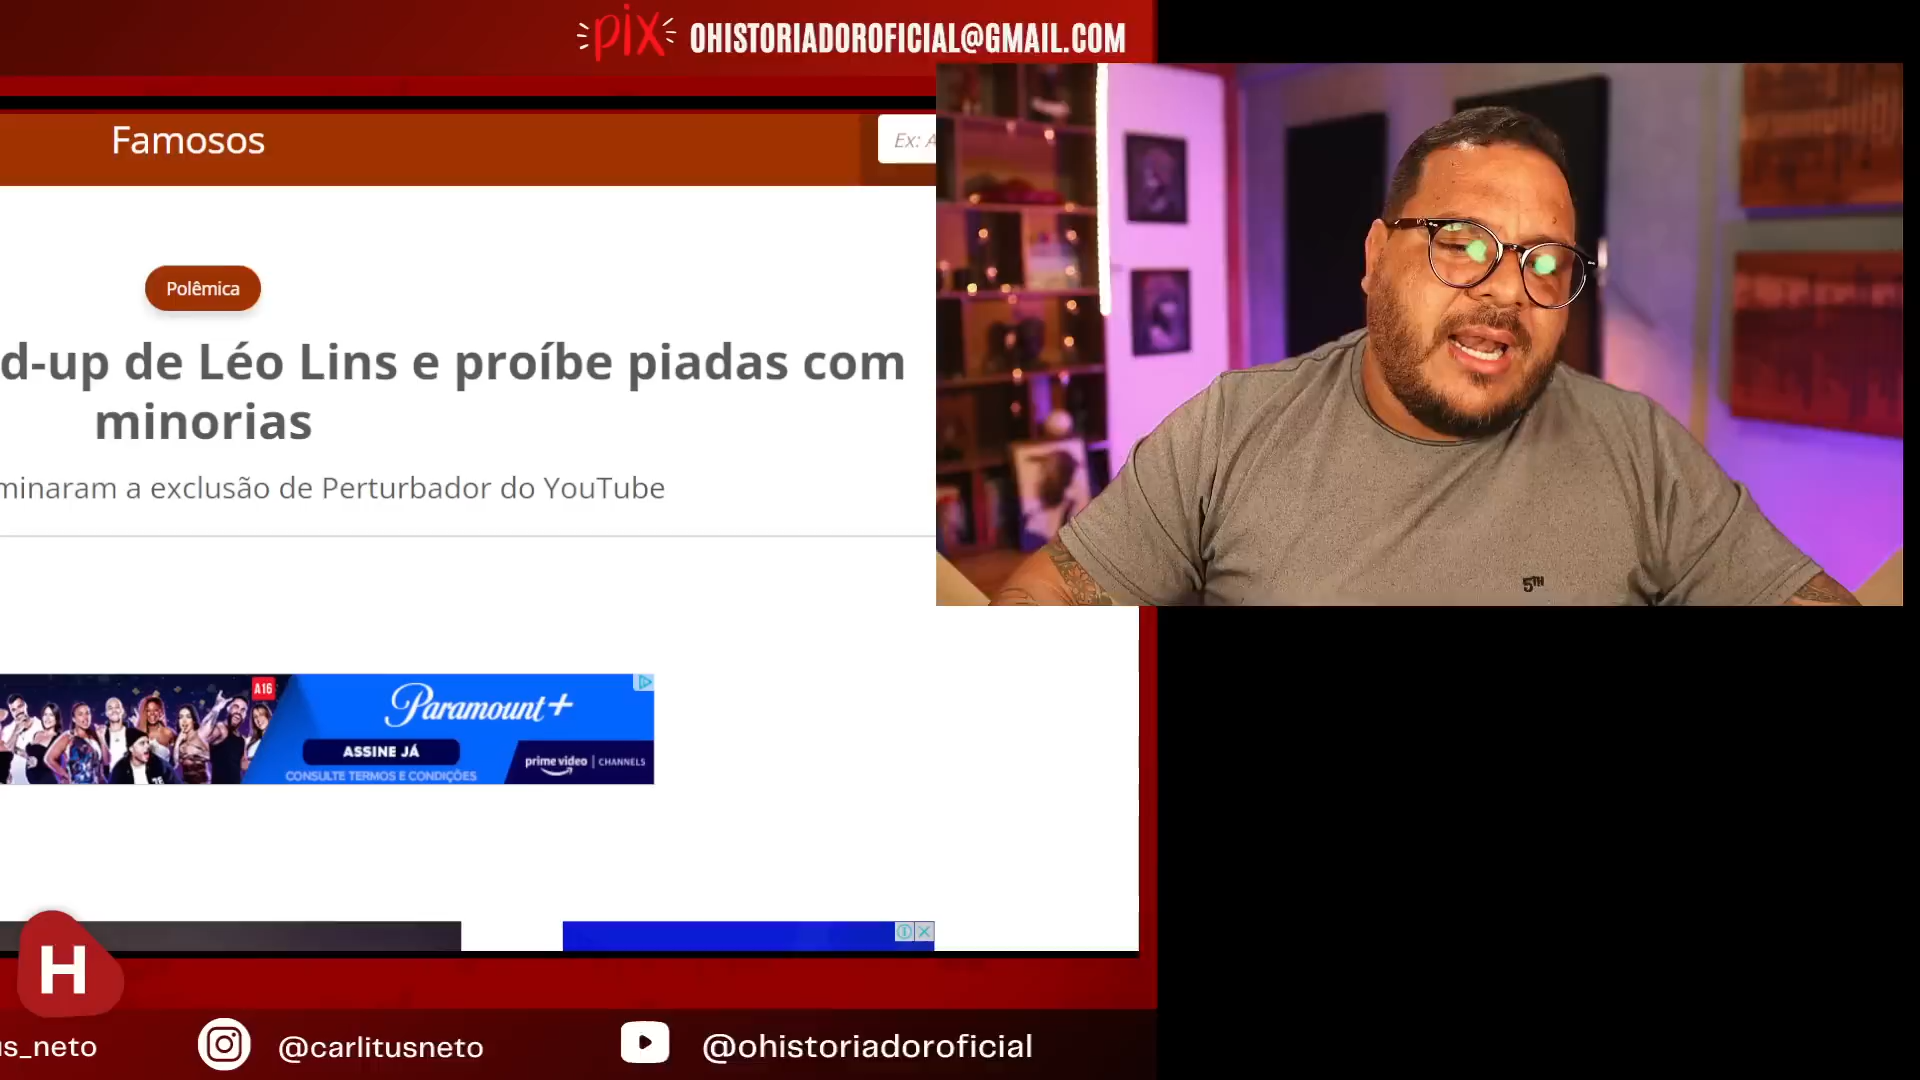 pix OHISTORIADOROFICIAL@GMAIL.COM
Famosos
Ex: A
Polêmica
d-up de Léo Lins e proíbe piadas com
minorias
minaram a exclusão de Perturbador do YouTube
A16
Paramount+
ASSINE JÁ
prime video | CHANNELS
CONSULTE TERMOS E CONDIÇÕES
5TH
H
us_neto
@carlitusneto
@ohistoriadoroficial